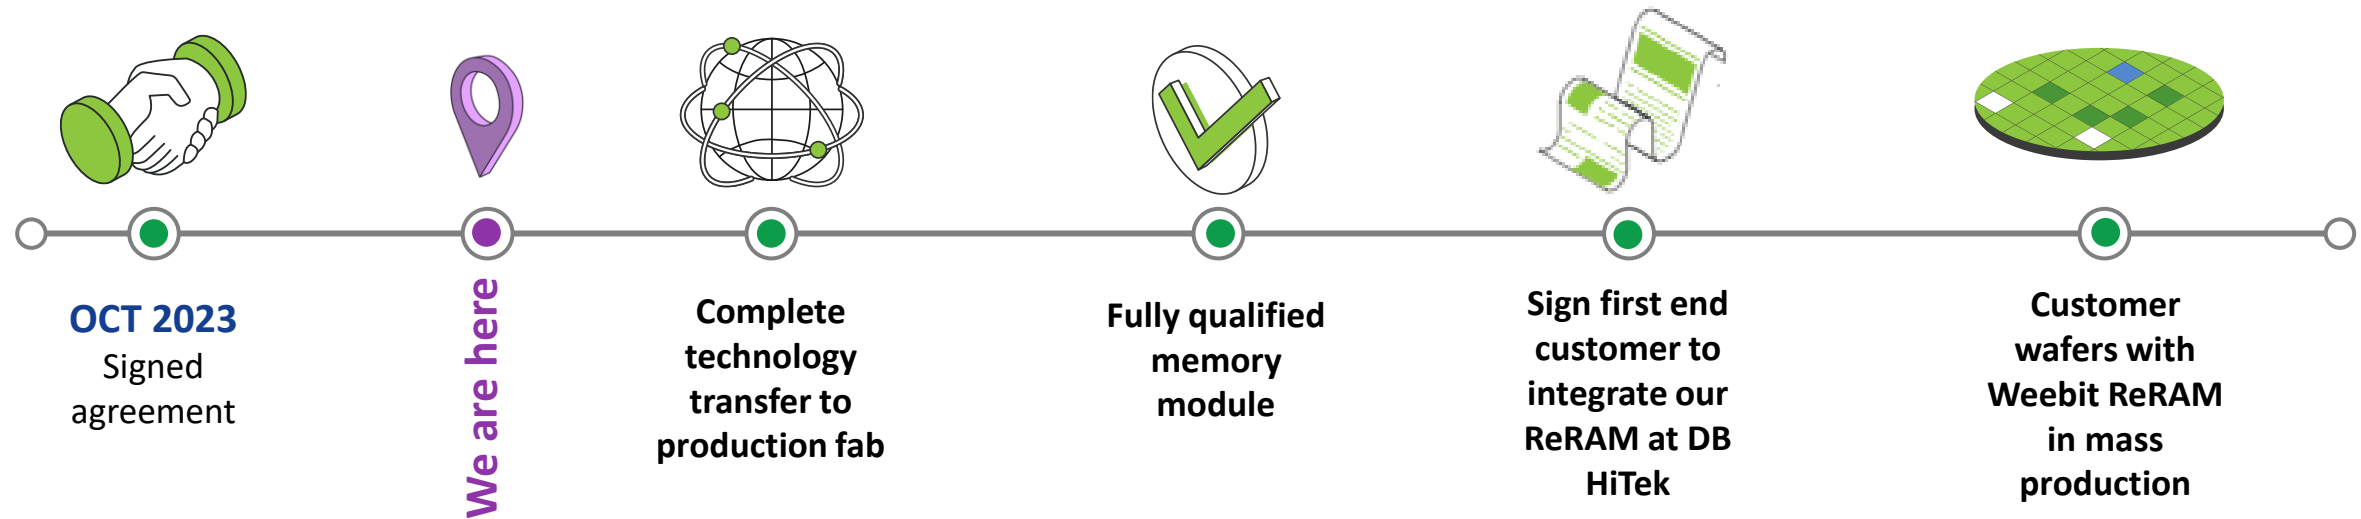 OCT 2023
Signed
agreement
We are here
Complete
technology
transfer to
production fab
Fully qualified
memory
module
Sign first end
customer to
integrate our
ReRAM at DB
HiTek
Customer
wafers with
Weebit ReRAM
in mass
production